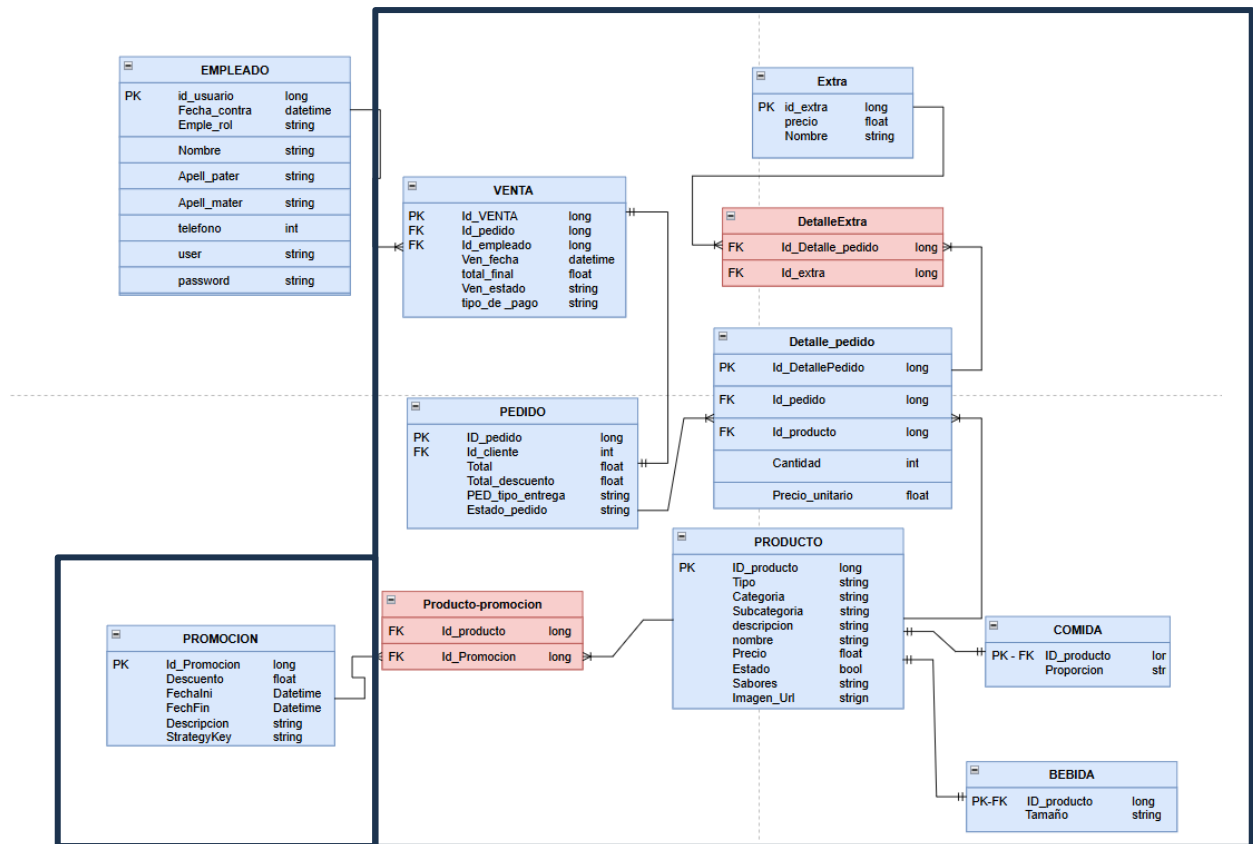 EMPLEADO
PK id_usuario long
Fecha_contra datetime
Emple_rol string
Nombre string
Apell_pater string
Apell_mater string
telefono int
user string
password string
Extra
PK id_extra long
precio float
Nombre string
VENTA
PK Id_VENTA long
FK Id_pedido long
FK Id_empleado long
Ven_fecha datetime
total_final float
Ven_estado string
tipo_de _pago string
DetalleExtra
FK Id_Detalle_pedido long
FK Id_extra long
Detalle_pedido
PK Id_DetallePedido long
FK Id_pedido long
FK Id_producto long
Cantidad int
Precio_unitario float
PEDIDO
PK ID_pedido long
FK Id_cliente int
Total float
Total_descuento float
PED_tipo_entrega string
Estado_pedido string
PRODUCTO
PK ID_producto long
Tipo string
Categoria string
Subcategoria string
descripcion string
nombre string
Precio float
Estado bool
Sabores string
Imagen_Url strign
Producto-promocion
FK Id_producto long
FK Id_Promocion long
PROMOCION
PK Id_Promocion long
Descuento float
FechaIni Datetime
FechFin Datetime
Descripcion string
StrategyKey string
COMIDA
PK - FK ID_producto lor
Proporcion str
BEBIDA
PK-FK ID_producto long
Tamaño string